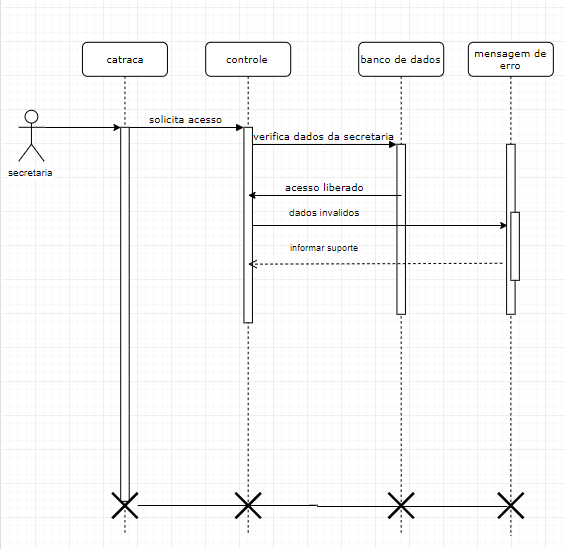 catraca
controle
banco de dados
mensagem de
erro
solicita acesso
verifica dados da secretaria
secretaria
acesso liberado
dados invalidos
informar suporte